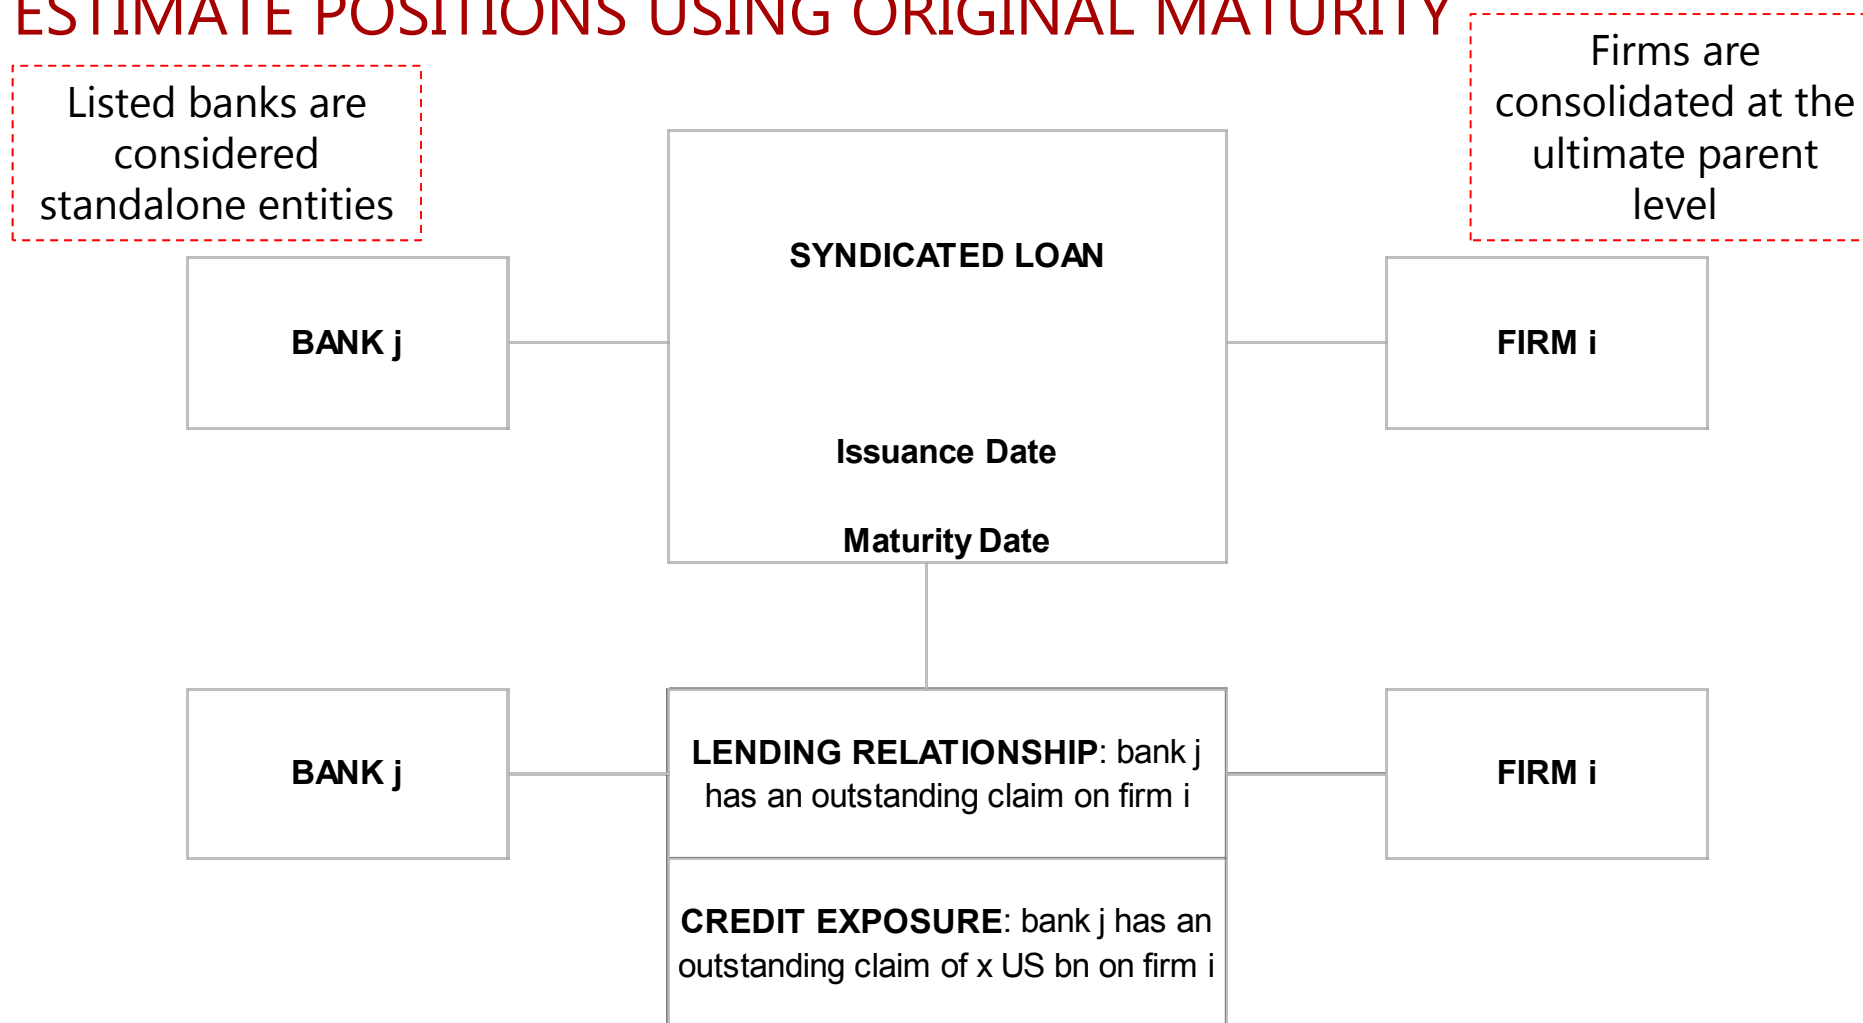 ESTIMATE POSITIONS USING ORIGINAL MATURITY
Listed banks are
considered
standalone entities
Firms are
consolidated at the
ultimate parent
level
SYNDICATED LOAN
BANK j
FIRM i
Issuance Date
Maturity Date
BANK j
LENDING RELATIONSHIP: bank j
has an outstanding claim on firm i
FIRM i
CREDIT EXPOSURE: bank j has an
outstanding claim of x US bn on firm i